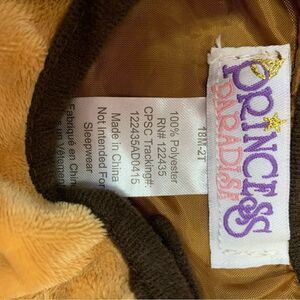 PRINCESS
PARADISE
18M-2T
100% Polyester
RN# 122435
CPSC Tracking#:
122435AD0415
Made in China
Not Intended For
Sleepwear
Fabriqué en Chin